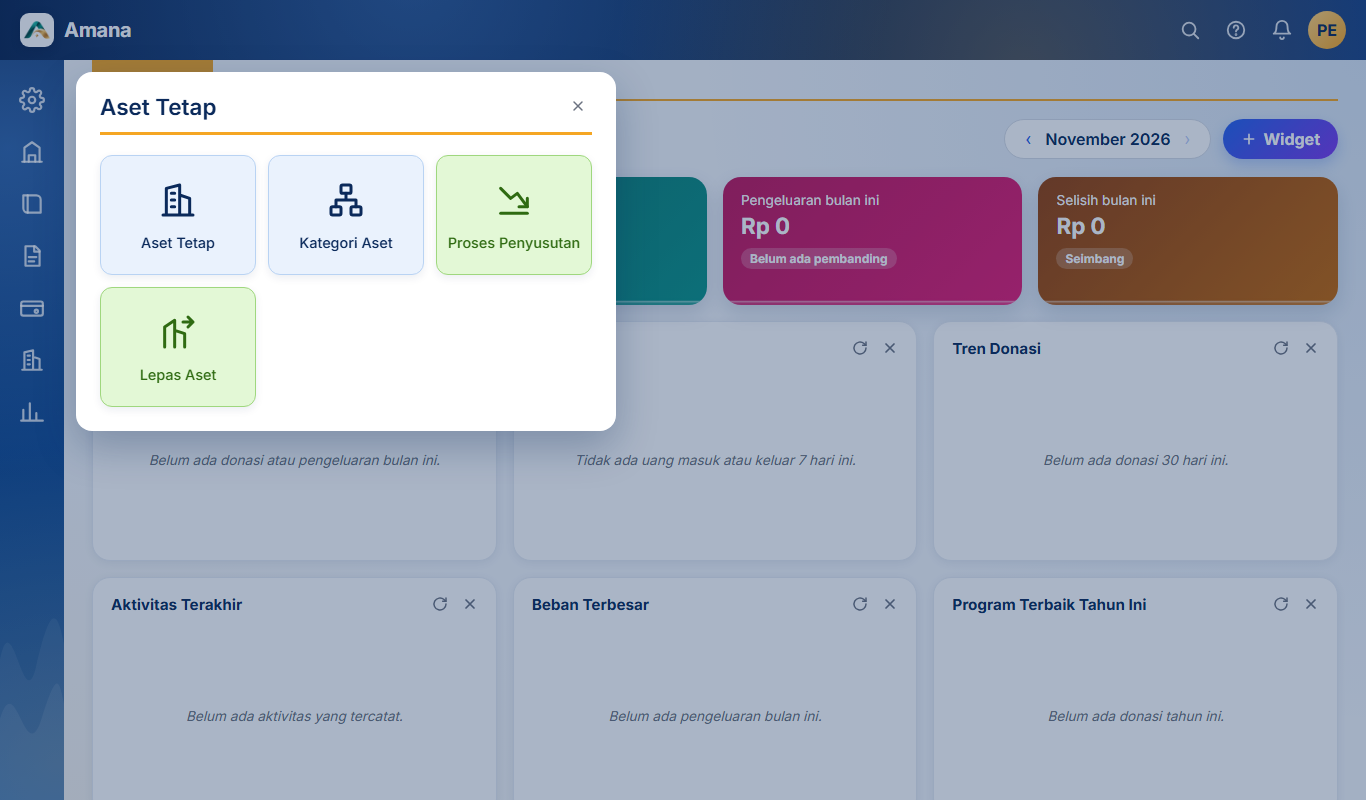 Amana
PE
Aset Tetap
Aset Tetap
Kategori Aset
Proses Penyusutan
Lepas Aset
November 2026
+ Widget
Pengeluaran bulan ini
Rp 0
Belum ada pembanding
Selisih bulan ini
Rp 0
Seimbang
Tren Donasi
Belum ada donasi atau pengeluaran bulan ini.
Tidak ada uang masuk atau keluar 7 hari ini.
Belum ada donasi 30 hari ini.
Aktivitas Terakhir
Beban Terbesar
Program Terbaik Tahun Ini
Belum ada aktivitas yang tercatat.
Belum ada pengeluaran bulan ini.
Belum ada donasi tahun ini.